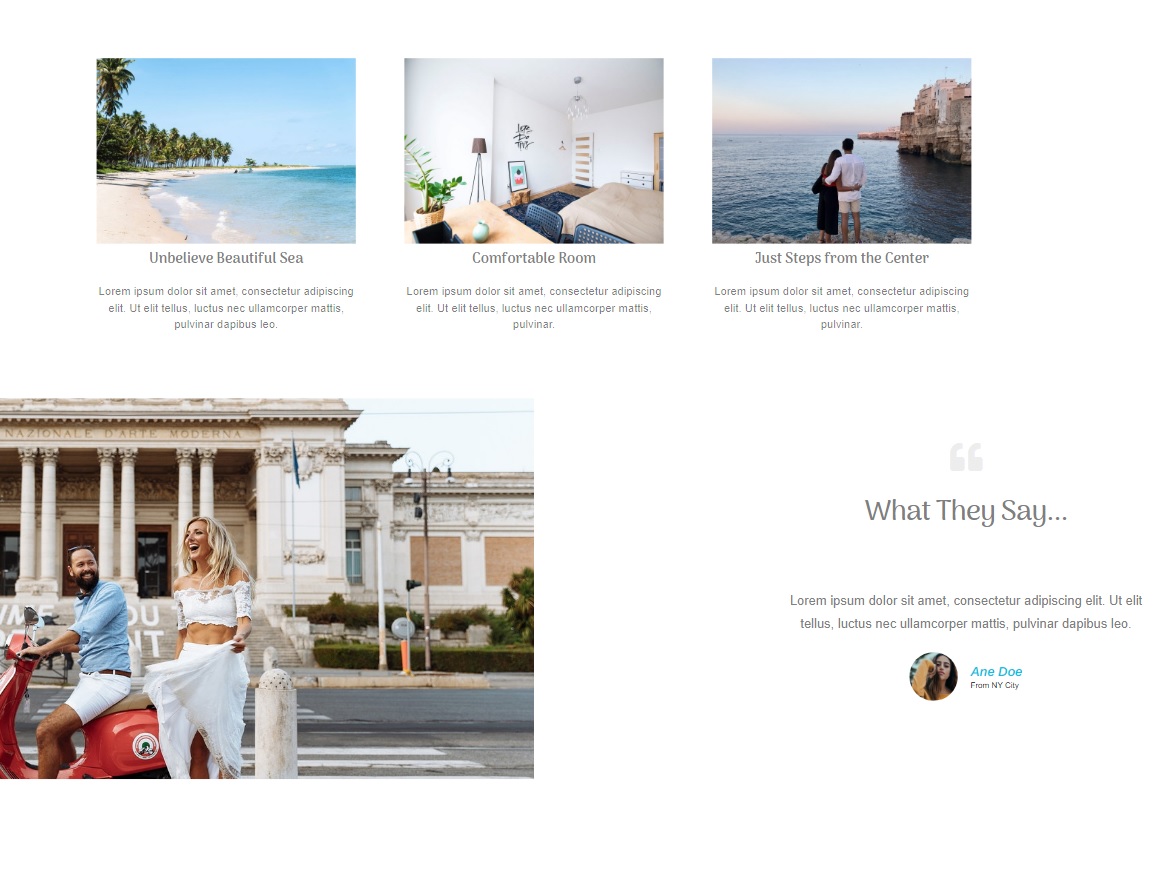 Unbelieve Beautiful Sea
Lorem ipsum dolor sit amet, consectetur adipiscing
elit. Ut elit tellus, luctus nec ullamcorper mattis,
pulvinar dapibus leo.
Comfortable Room
Lorem ipsum dolor sit amet, consectetur adipiscing
elit. Ut elit tellus, luctus nec ullamcorper mattis,
pulvinar.
Just Steps from the Center
Lorem ipsum dolor sit amet, consectetur adipiscing
elit. Ut elit tellus, luctus nec ullamcorper mattis,
pulvinar.
NAZIONALE D'ARTE MODERNA
“
What They Say...
Lorem ipsum dolor sit amet, consectetur adipiscing elit. Ut elit
tellus, luctus nec ullamcorper mattis, pulvinar dapibus leo.
Ane Doe
From NY City